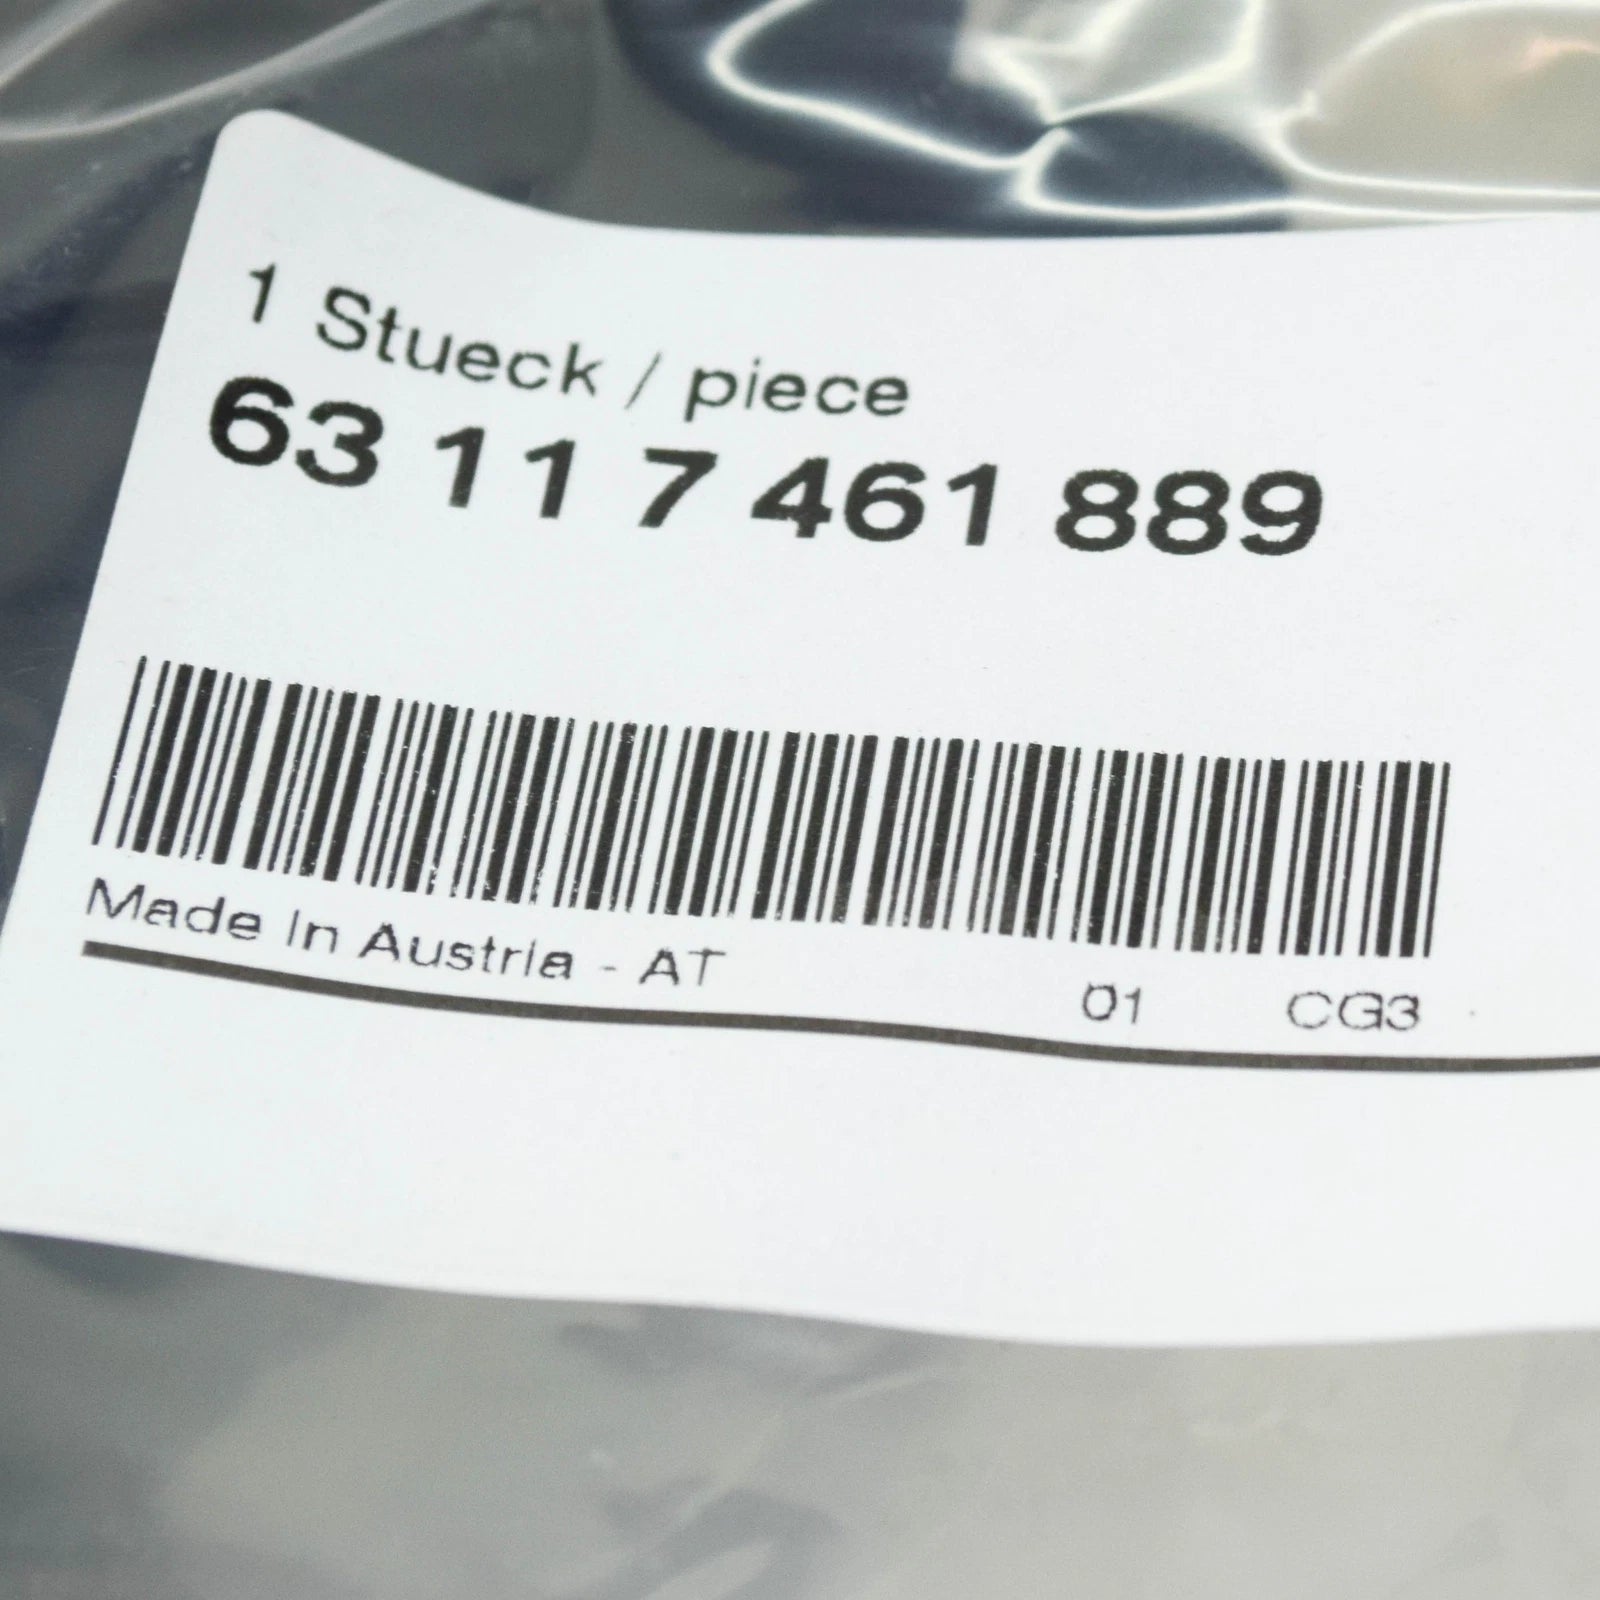 1 Stueck / piece
63 11 7 461 889
Made In Austria - AT
01 CG3